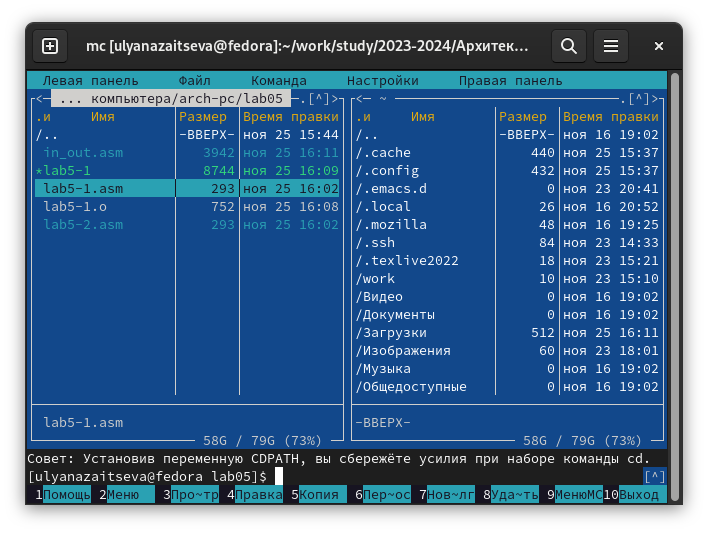 mc [ulyanazaitseva@fedora]:~/work/study/2023-2024/Архитек...
Левая панель Файл Команда Настройки Правая панель
<— ... компьютера/arch-pc/lab05 —.[^]> <— ~ —.[^]>
.и Имя Размер Время правки .и Имя Размер Время правки
/.. -ВВЕРХ- ноя 25 15:44 /.. -ВВЕРХ- ноя 16 19:02
in_out.asm 3942 ноя 25 16:11 /.cache 440 ноя 25 15:37
*lab5-1 8744 ноя 25 16:09 /.config 432 ноя 25 15:37
lab5-1.asm 293 ноя 25 16:02 /.emacs.d 0 ноя 23 20:41
lab5-1.o 752 ноя 25 16:08 /.local 26 ноя 16 20:52
lab5-2.asm 293 ноя 25 16:02 /.mozilla 48 ноя 16 19:25
/.ssh 84 ноя 23 14:33
/.texlive2022 18 ноя 23 15:21
/work 10 ноя 23 15:10
/Видео 0 ноя 16 19:02
/Документы 0 ноя 16 19:02
/Загрузки 512 ноя 25 16:11
/Изображения 60 ноя 23 18:01
/Музыка 0 ноя 16 19:02
/Общедоступные 0 ноя 16 19:02
lab5-1.asm -ВВЕРХ-
58G / 79G (73%) 58G / 79G (73%)
Совет: Установив переменную CDPATH, вы сбережёте усилия при наборе команды cd.
[ulyanazaitseva@fedora lab05]$ [^]
1Помощь 2Меню 3Про~тр 4Правка 5Копия 6Пер~ос 7Нов~лг 8Уда~ть 9МенюMC 10Выход